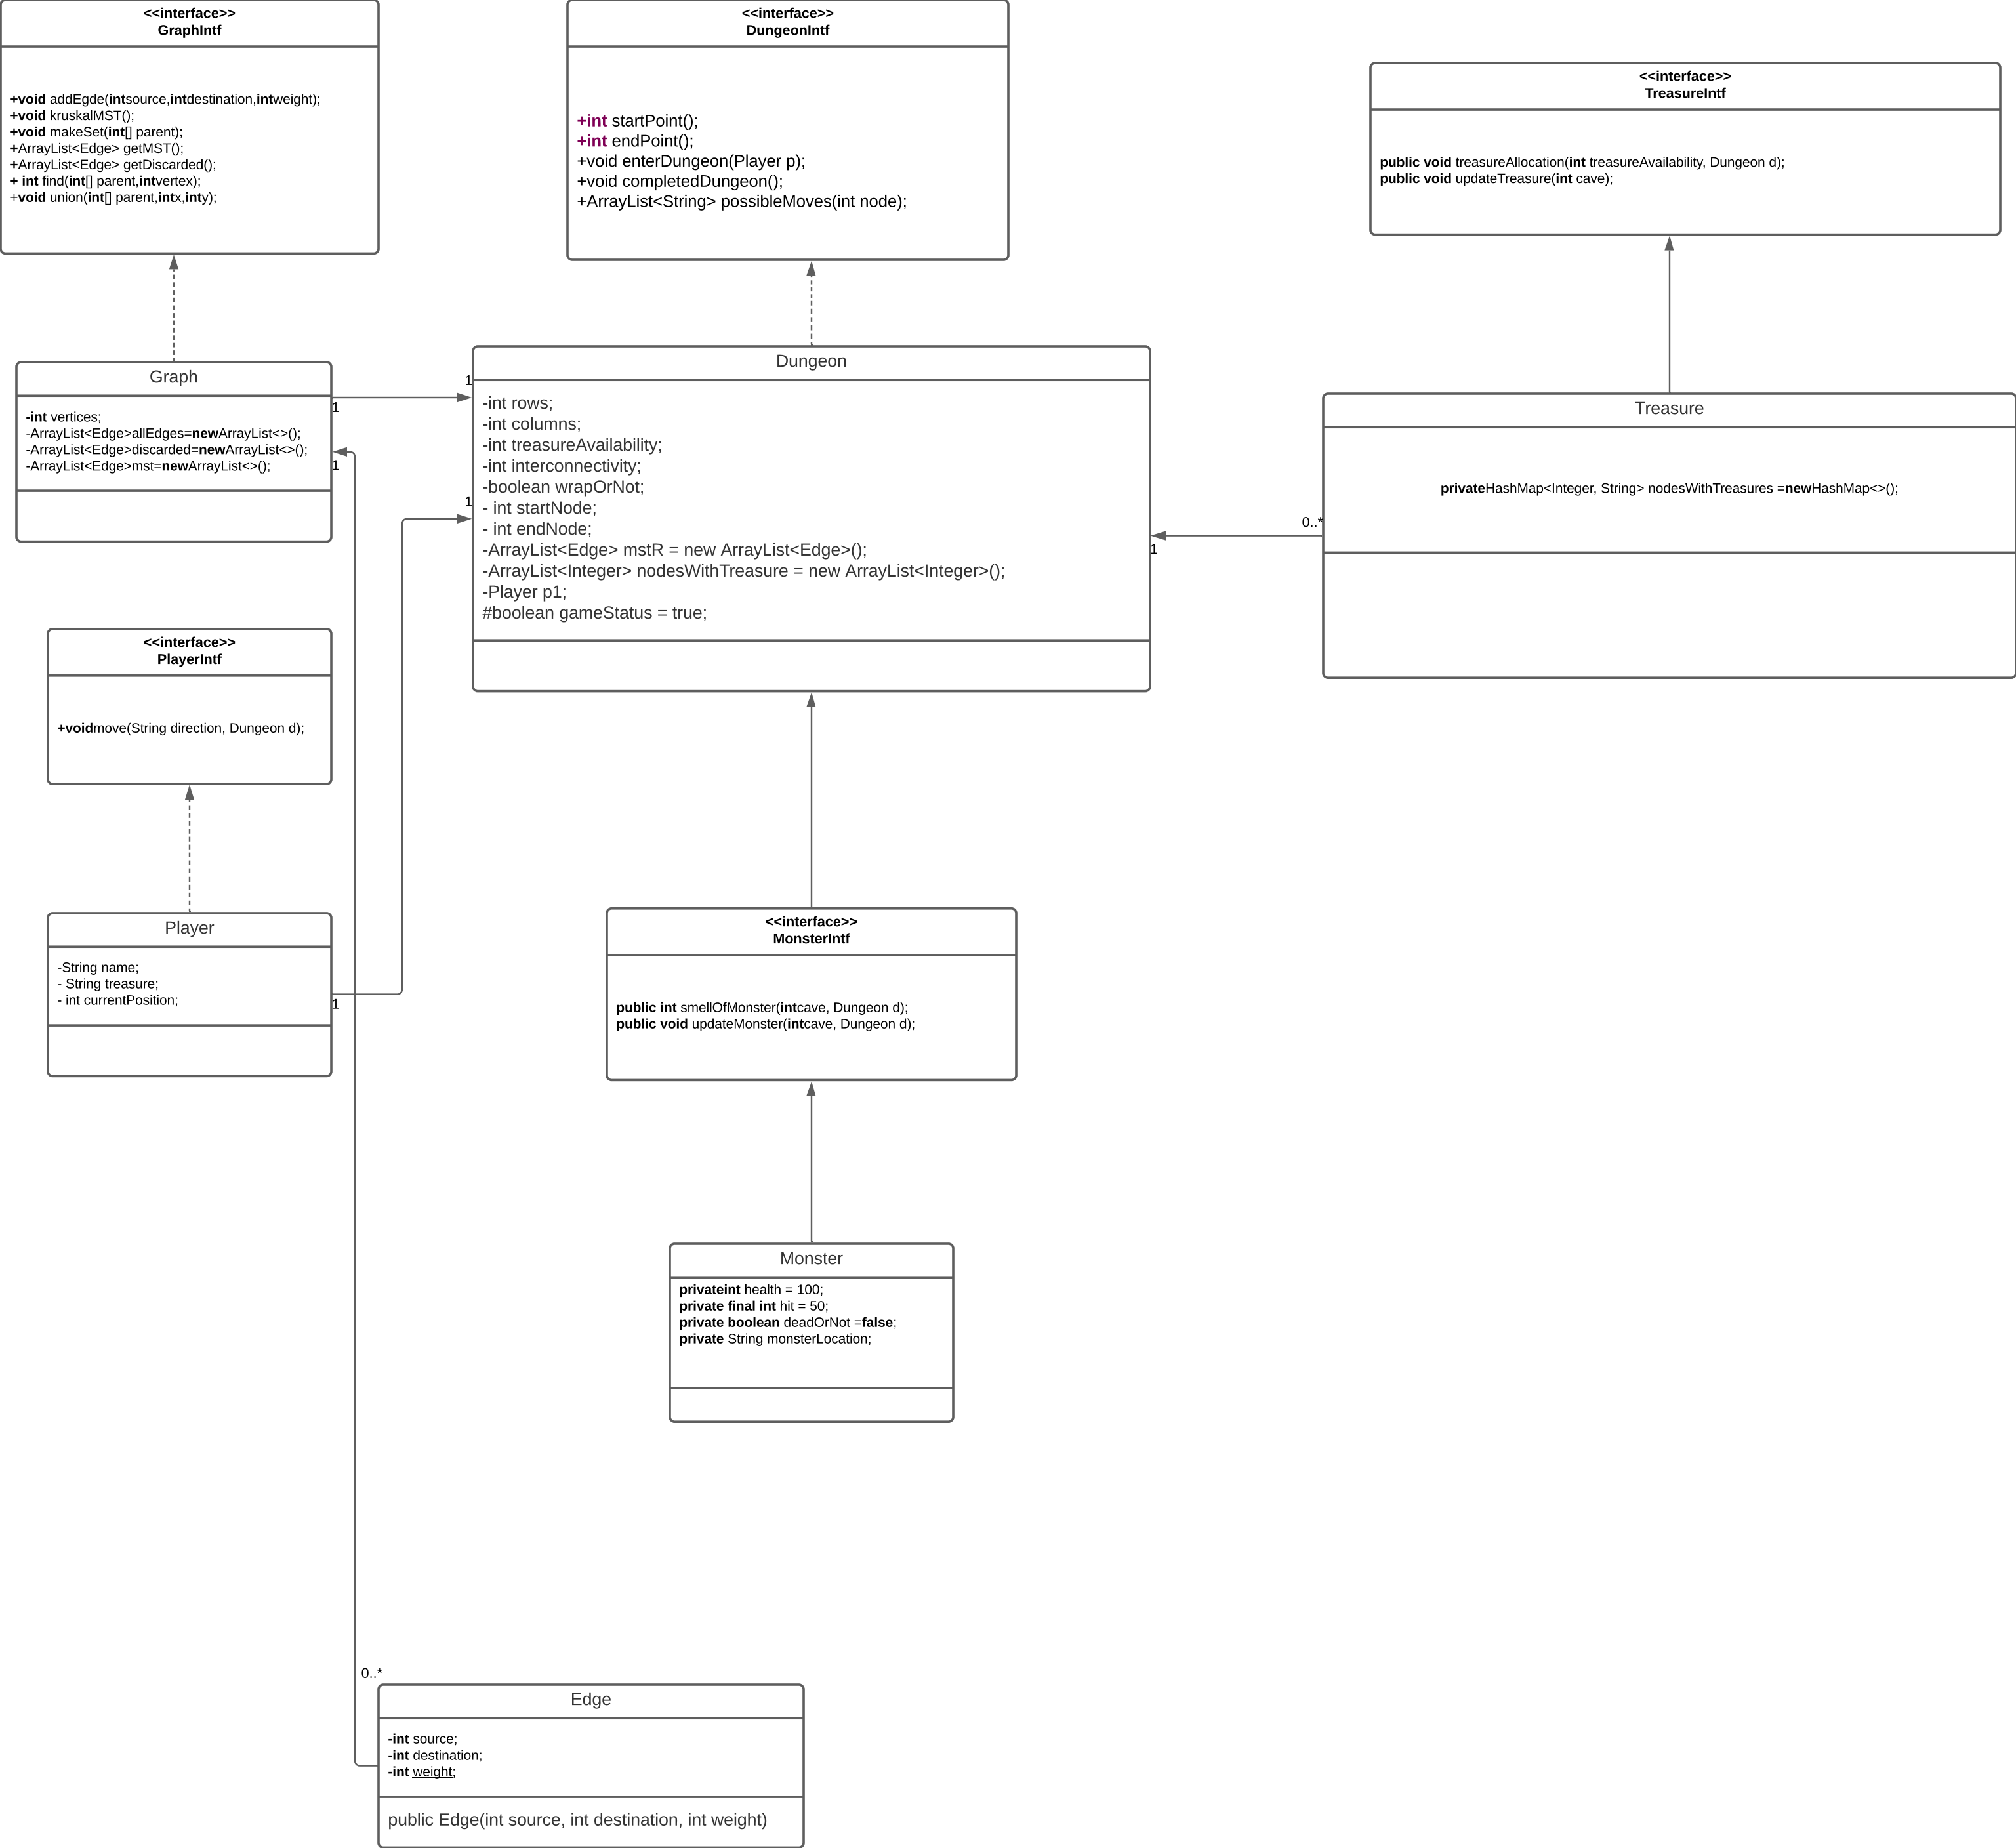 <<interface>>
GraphIntf
+void addEgde(intsource,intdestination,intweight);
+void kruskalMST();
+void makeSet(int[] parent);
+ArrayList<Edge> getMST();
+ArrayList<Edge> getDiscarded();
+ int find(int[] parent,intvertex);
+void union(int[] parent,intx,inty);
<<interface>>
DungeonIntf
+int startPoint();
+int endPoint();
+void enterDungeon(Player p);
+void completedDungeon();
+ArrayList<String> possibleMoves(int node);
<<interface>>
TreasureIntf
public void treasureAllocation(int treasureAvailability, Dungeon d);
public void updateTreasure(int cave);
Graph
-int vertices;
-ArrayList<Edge>allEdges=newArrayList<>();
-ArrayList<Edge>discarded=newArrayList<>();
-ArrayList<Edge>mst=newArrayList<>();
1
1
1
1
Dungeon
-int rows;
-int columns;
-int treasureAvailability;
-int interconnectivity;
-boolean wrapOrNot;
- int startNode;
- int endNode;
-ArrayList<Edge> mstR = new ArrayList<Edge>();
-ArrayList<Integer> nodesWithTreasure = new ArrayList<Integer>();
-Player p1;
#boolean gameStatus = true;
0..*
1
Treasure
privateHashMap<Integer, String> nodesWithTreasures =newHashMap<>();
<<interface>>
PlayerIntf
+voidmove(String direction, Dungeon d);
Player
-String name;
- String treasure;
- int currentPosition;
1
<<interface>>
MonsterIntf
public int smellOfMonster(intcave, Dungeon d);
public void updateMonster(intcave, Dungeon d);
Monster
privateint health = 100;
private final int hit = 50;
private boolean deadOrNot =false;
private String monsterLocation;
0..*
Edge
-int source;
-int destination;
-int weight;
public Edge(int source, int destination, int weight)